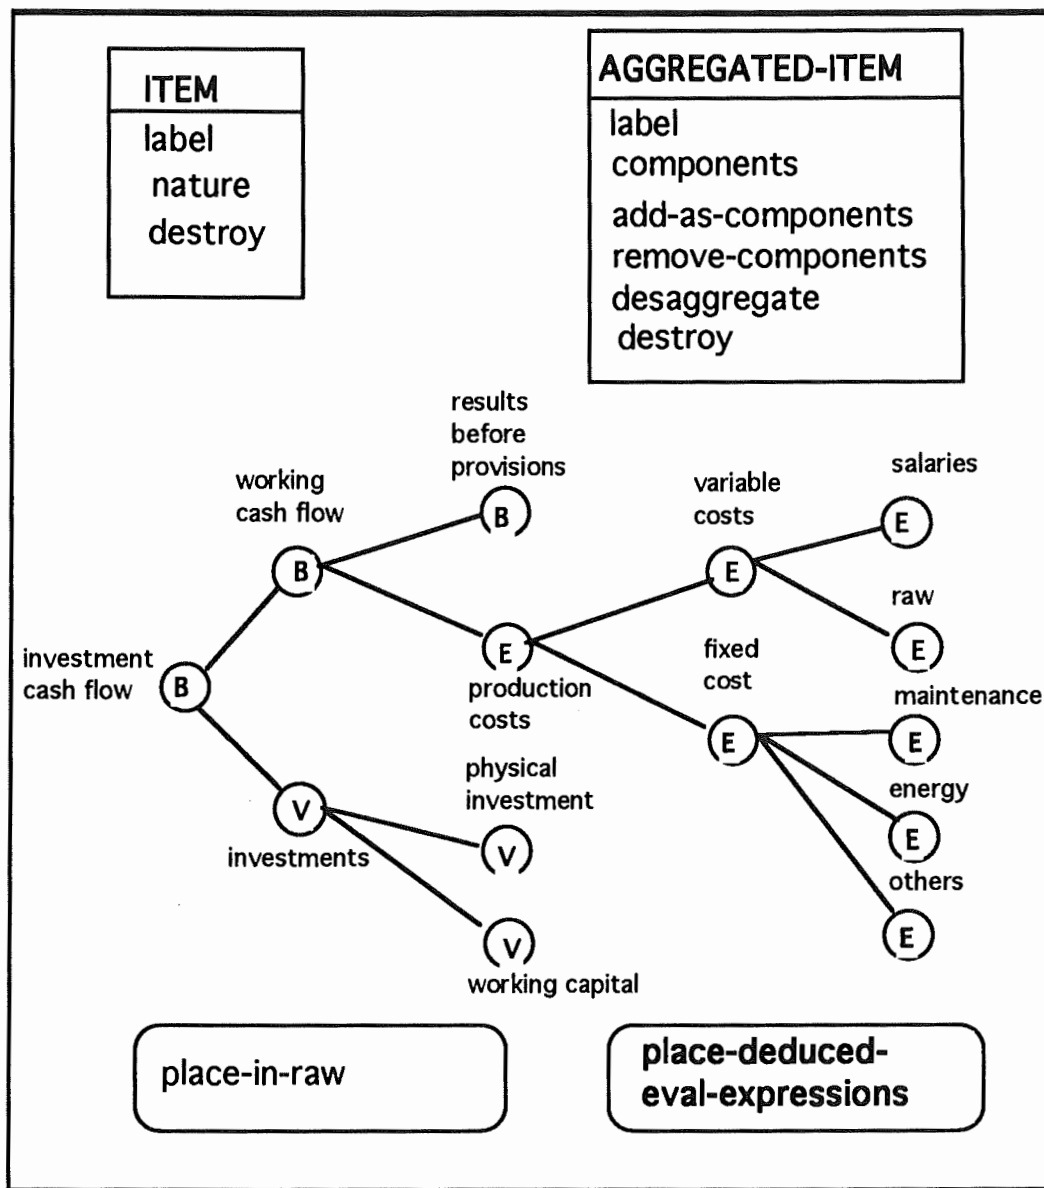 ITEM
label
nature
destroy
AGGREGATED-ITEM
label
components
add-as-components
remove-components
desaggregate
destroy
results
before
provisions
working
cash flow
variable
costs
salaries
B
E
B
E
raw
investment
cash flow
B
E
production
costs
fixed
cost
E
maintenance
E
E
physical
investment
energy
V
investments
V
E
others
V
working capital
E
place-in-raw
place-deduced-
eval-expressions